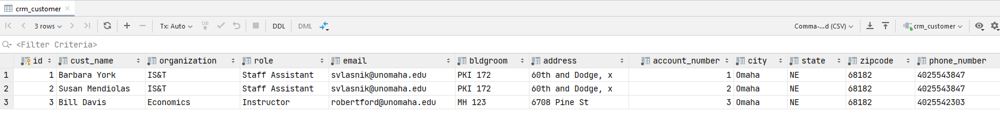 crm_customer
3 rows Tx: Auto DB DDL DML Comma-...d (CSV) crm_customer
<Filter Criteria>
id cust_name organization role email bldgroom address account_number city state zipcode phone_number
1 1 Barbara York IS&T Staff Assistant svlasnik@unomaha.edu PKI 172 60th and Dodge, x 1 Omaha NE 68182 4025543847
2 2 Susan Mendiolas IS&T Staff Assistant svlasnik@unomaha.edu PKI 172 60th and Dodge, x 2 Omaha NE 68182 4025543847
3 3 Bill Davis Economics Instructor robertford@unomaha.edu MH 123 6708 Pine St 3 Omaha NE 68182 4025542303